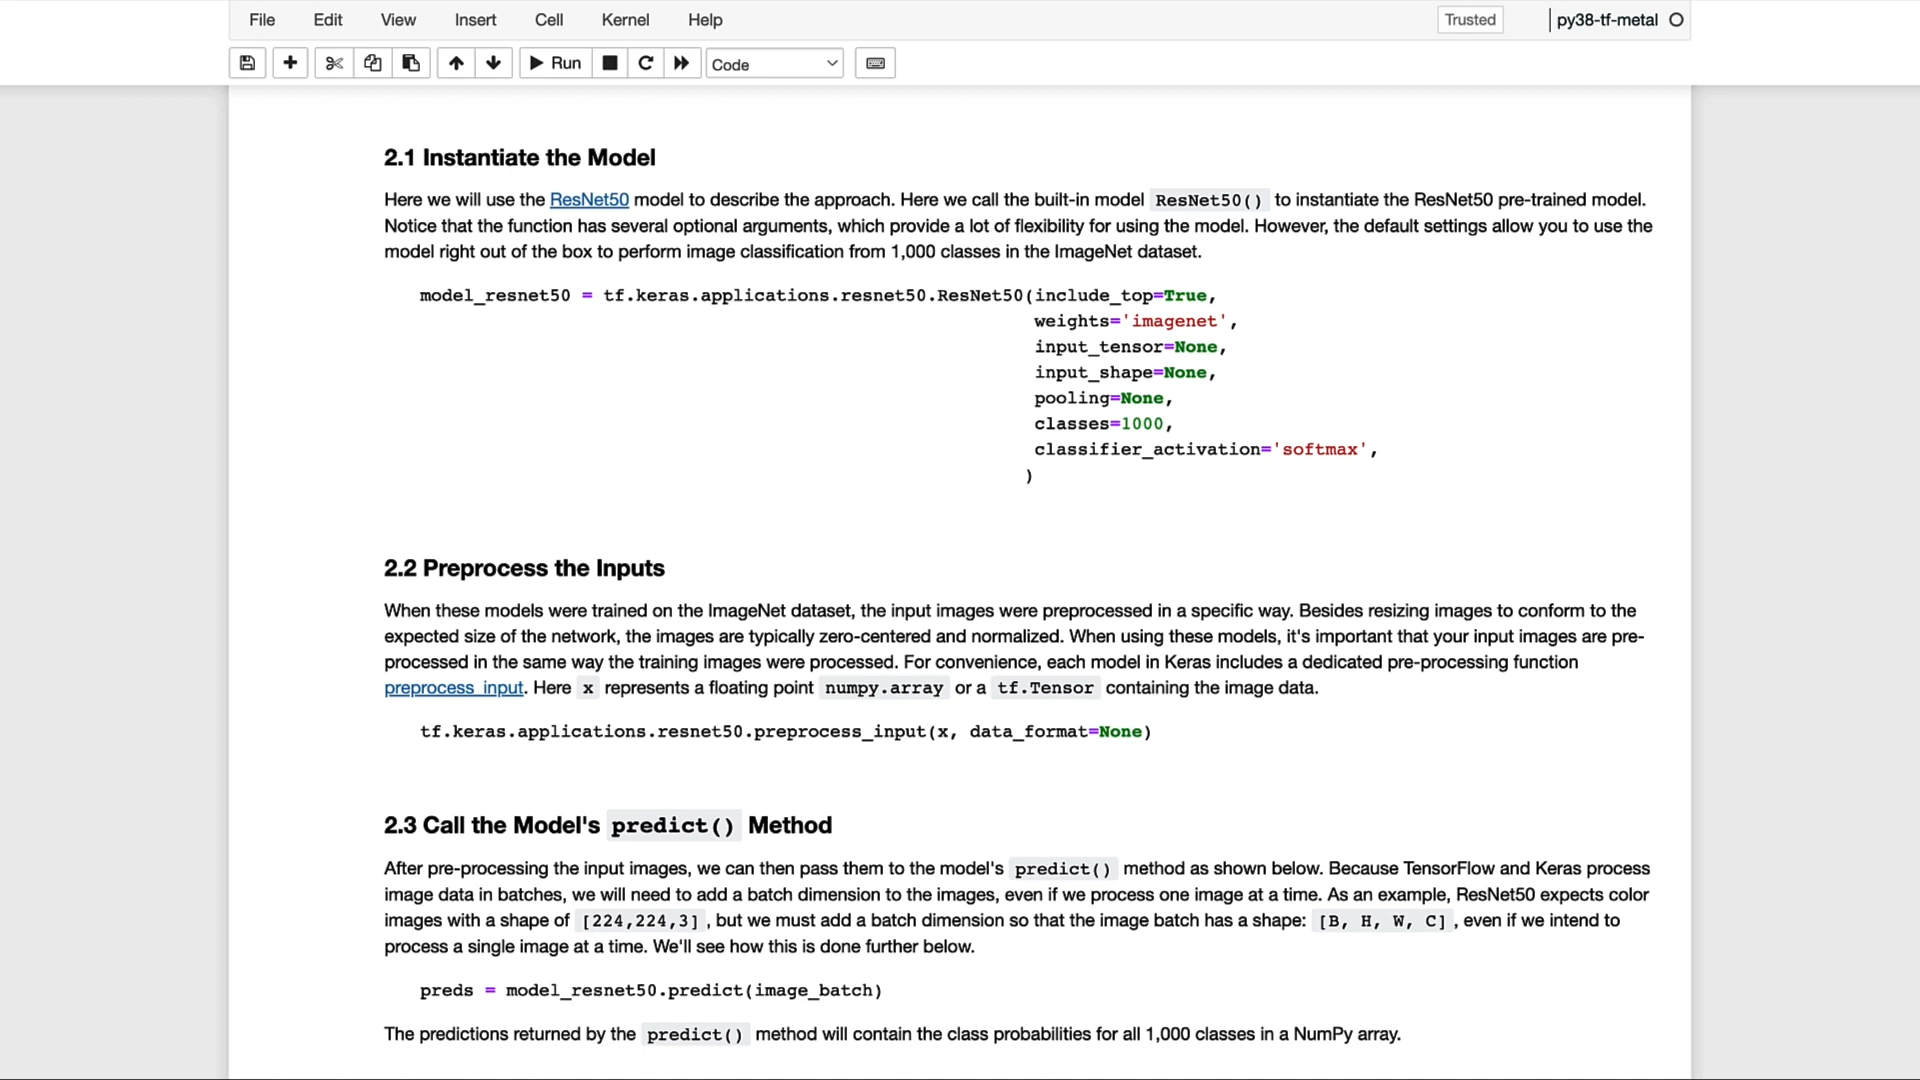 File Edit View Insert Cell Kernel Help Trusted py38-tf-metal
Run Code
2.1 Instantiate the Model
Here we will use the ResNet50 model to describe the approach. Here we call the built-in model ResNet50() to instantiate the ResNet50 pre-trained model.
Notice that the function has several optional arguments, which provide a lot of flexibility for using the model. However, the default settings allow you to use the
model right out of the box to perform image classification from 1,000 classes in the ImageNet dataset.
model_resnet50 = tf.keras.applications.resnet50.ResNet50(include_top=True,
weights='imagenet',
input_tensor=None,
input_shape=None,
pooling=None,
classes=1000,
classifier_activation='softmax',
)
2.2 Preprocess the Inputs
When these models were trained on the ImageNet dataset, the input images were preprocessed in a specific way. Besides resizing images to conform to the
expected size of the network, the images are typically zero-centered and normalized. When using these models, it's important that your input images are pre-
processed in the same way the training images were processed. For convenience, each model in Keras includes a dedicated pre-processing function
preprocess_input. Here x represents a floating point numpy.array or a tf.Tensor containing the image data.
tf.keras.applications.resnet50.preprocess_input(x, data_format=None)
2.3 Call the Model's predict() Method
After pre-processing the input images, we can then pass them to the model's predict() method as shown below. Because TensorFlow and Keras process
image data in batches, we will need to add a batch dimension to the images, even if we process one image at a time. As an example, ResNet50 expects color
images with a shape of [224,224,3] , but we must add a batch dimension so that the image batch has a shape: [B, H, W, C] , even if we intend to
process a single image at a time. We'll see how this is done further below.
preds = model_resnet50.predict(image_batch)
The predictions returned by the predict() method will contain the class probabilities for all 1,000 classes in a NumPy array.